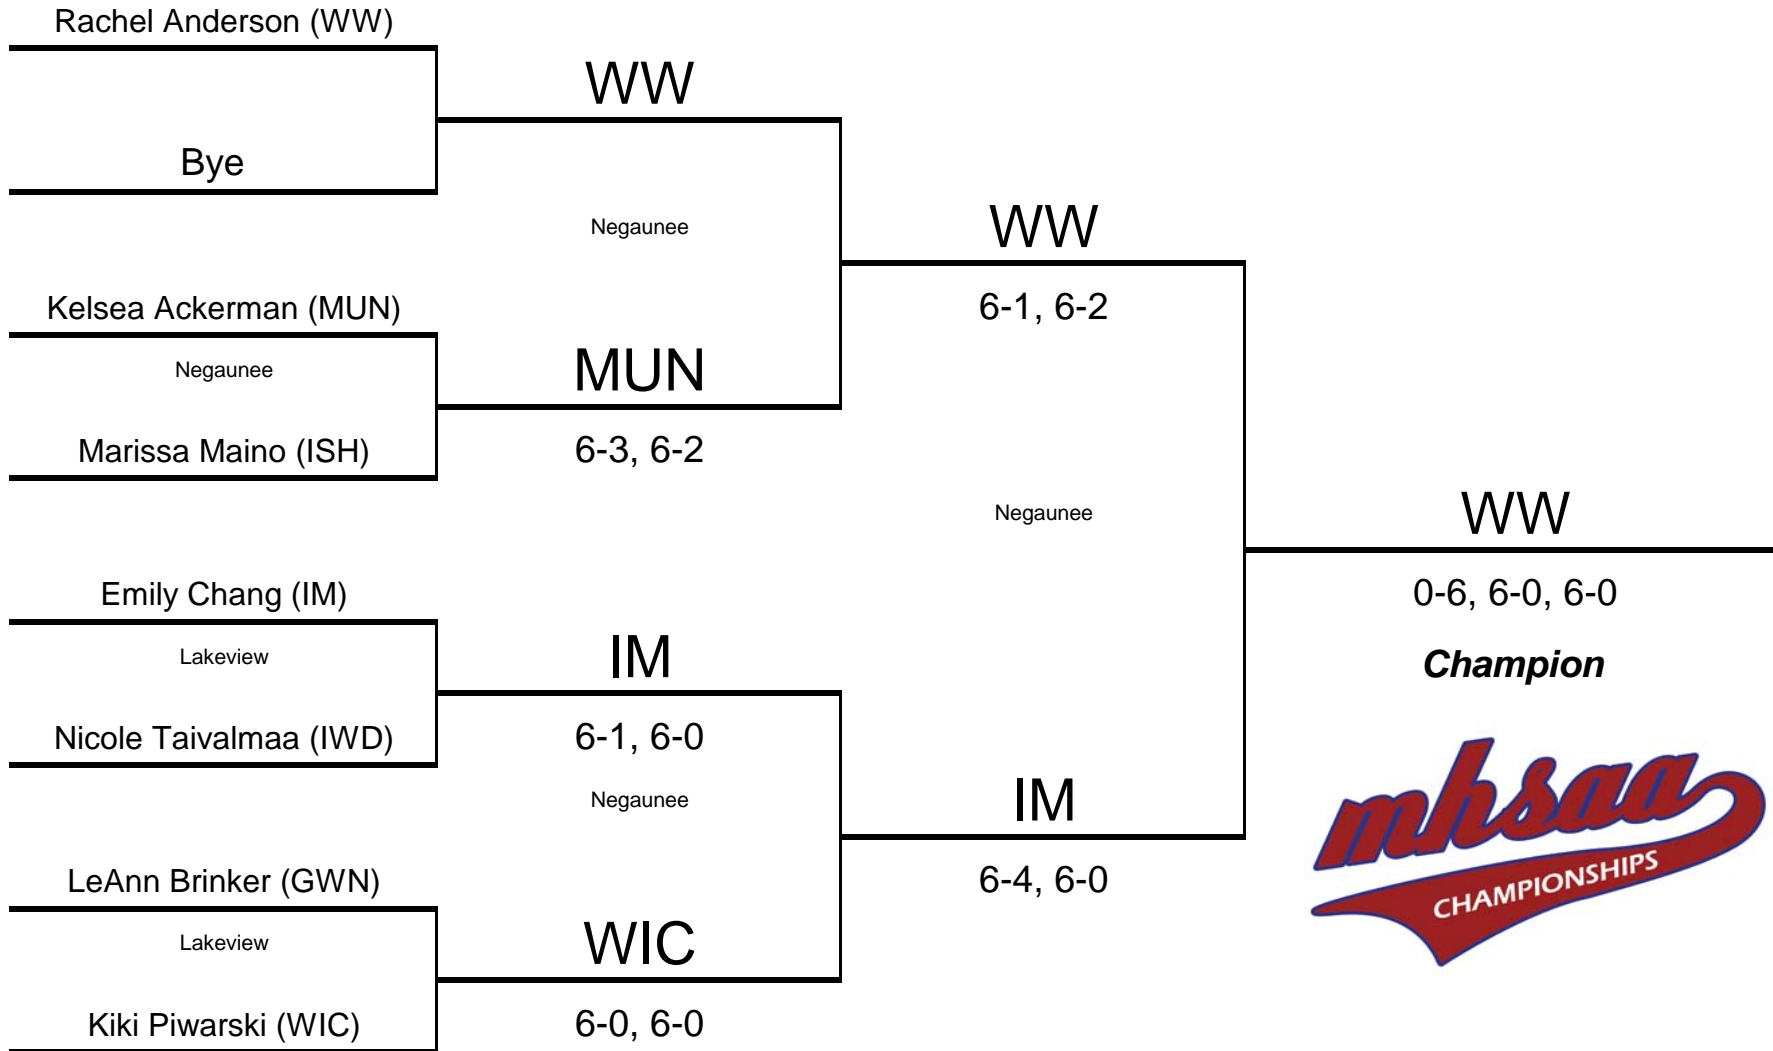 Rachel Anderson (WW)
WW
Bye
Negaunee
WW
Kelsea Ackerman (MUN)
6-1, 6-2
Negaunee
MUN
Marissa Maino (ISH)
6-3, 6-2
Negaunee
WW
Emily Chang (IM)
0-6, 6-0, 6-0
Lakeview
IM
Champion
Nicole Taivalmaa (IWD)
6-1, 6-0
Negaunee
IM
mhsaa
CHAMPIONSHIPS
LeAnn Brinker (GWN)
6-4, 6-0
Lakeview
WIC
Kiki Piwarski (WIC)
6-0, 6-0